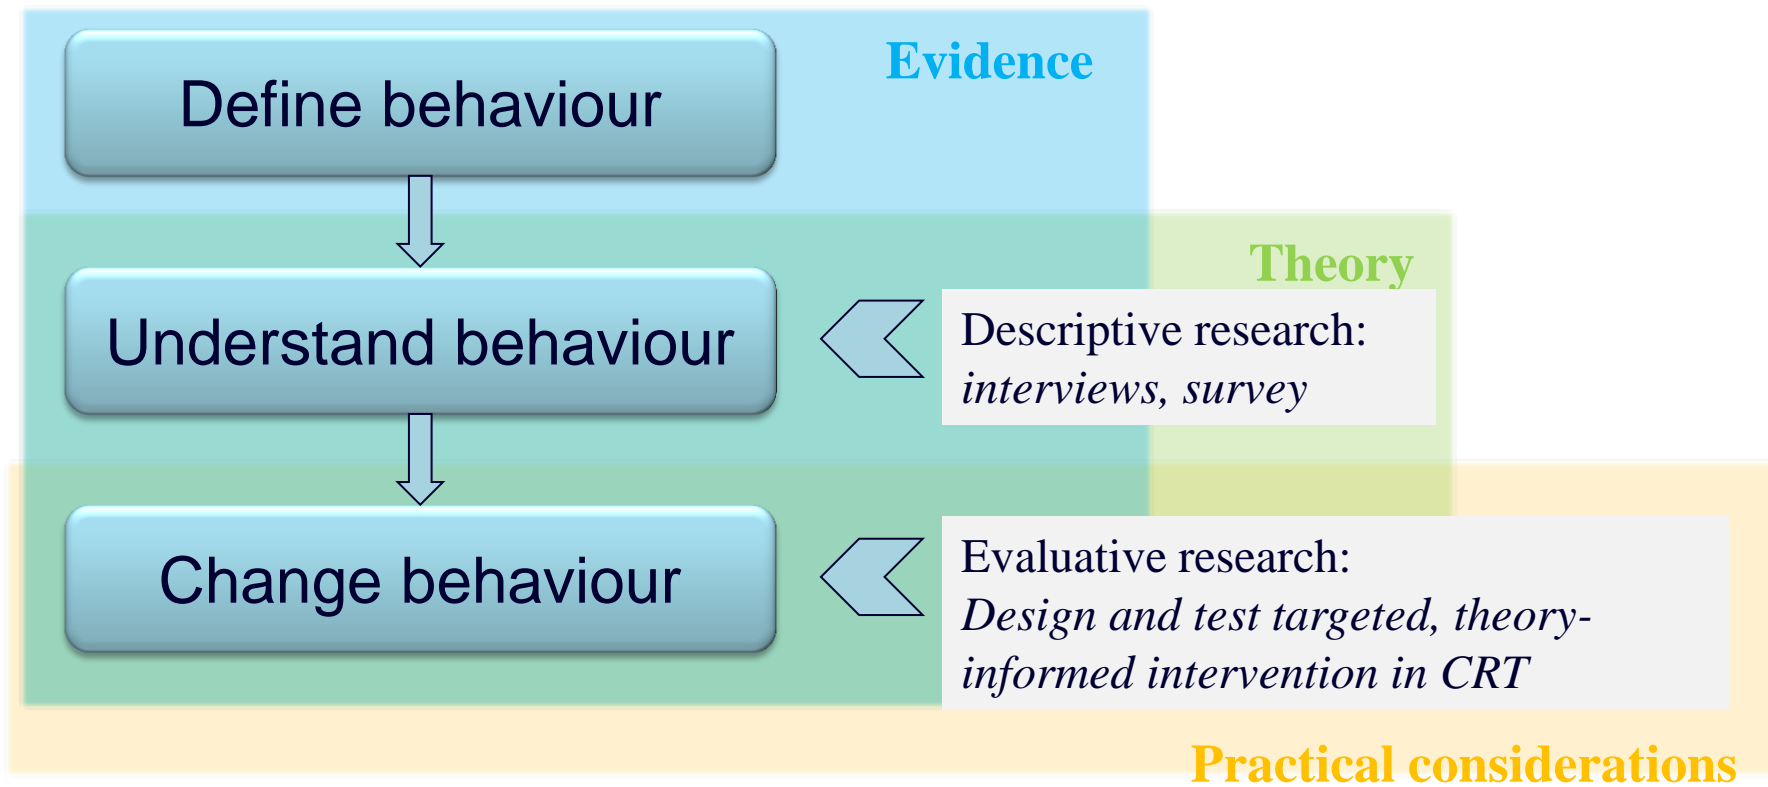 Evidence
Define behaviour
Theory
Understand behaviour
Descriptive research:
interviews, survey
Change behaviour
Evaluative research:
Design and test targeted, theory-
informed intervention in CRT
Practical considerations